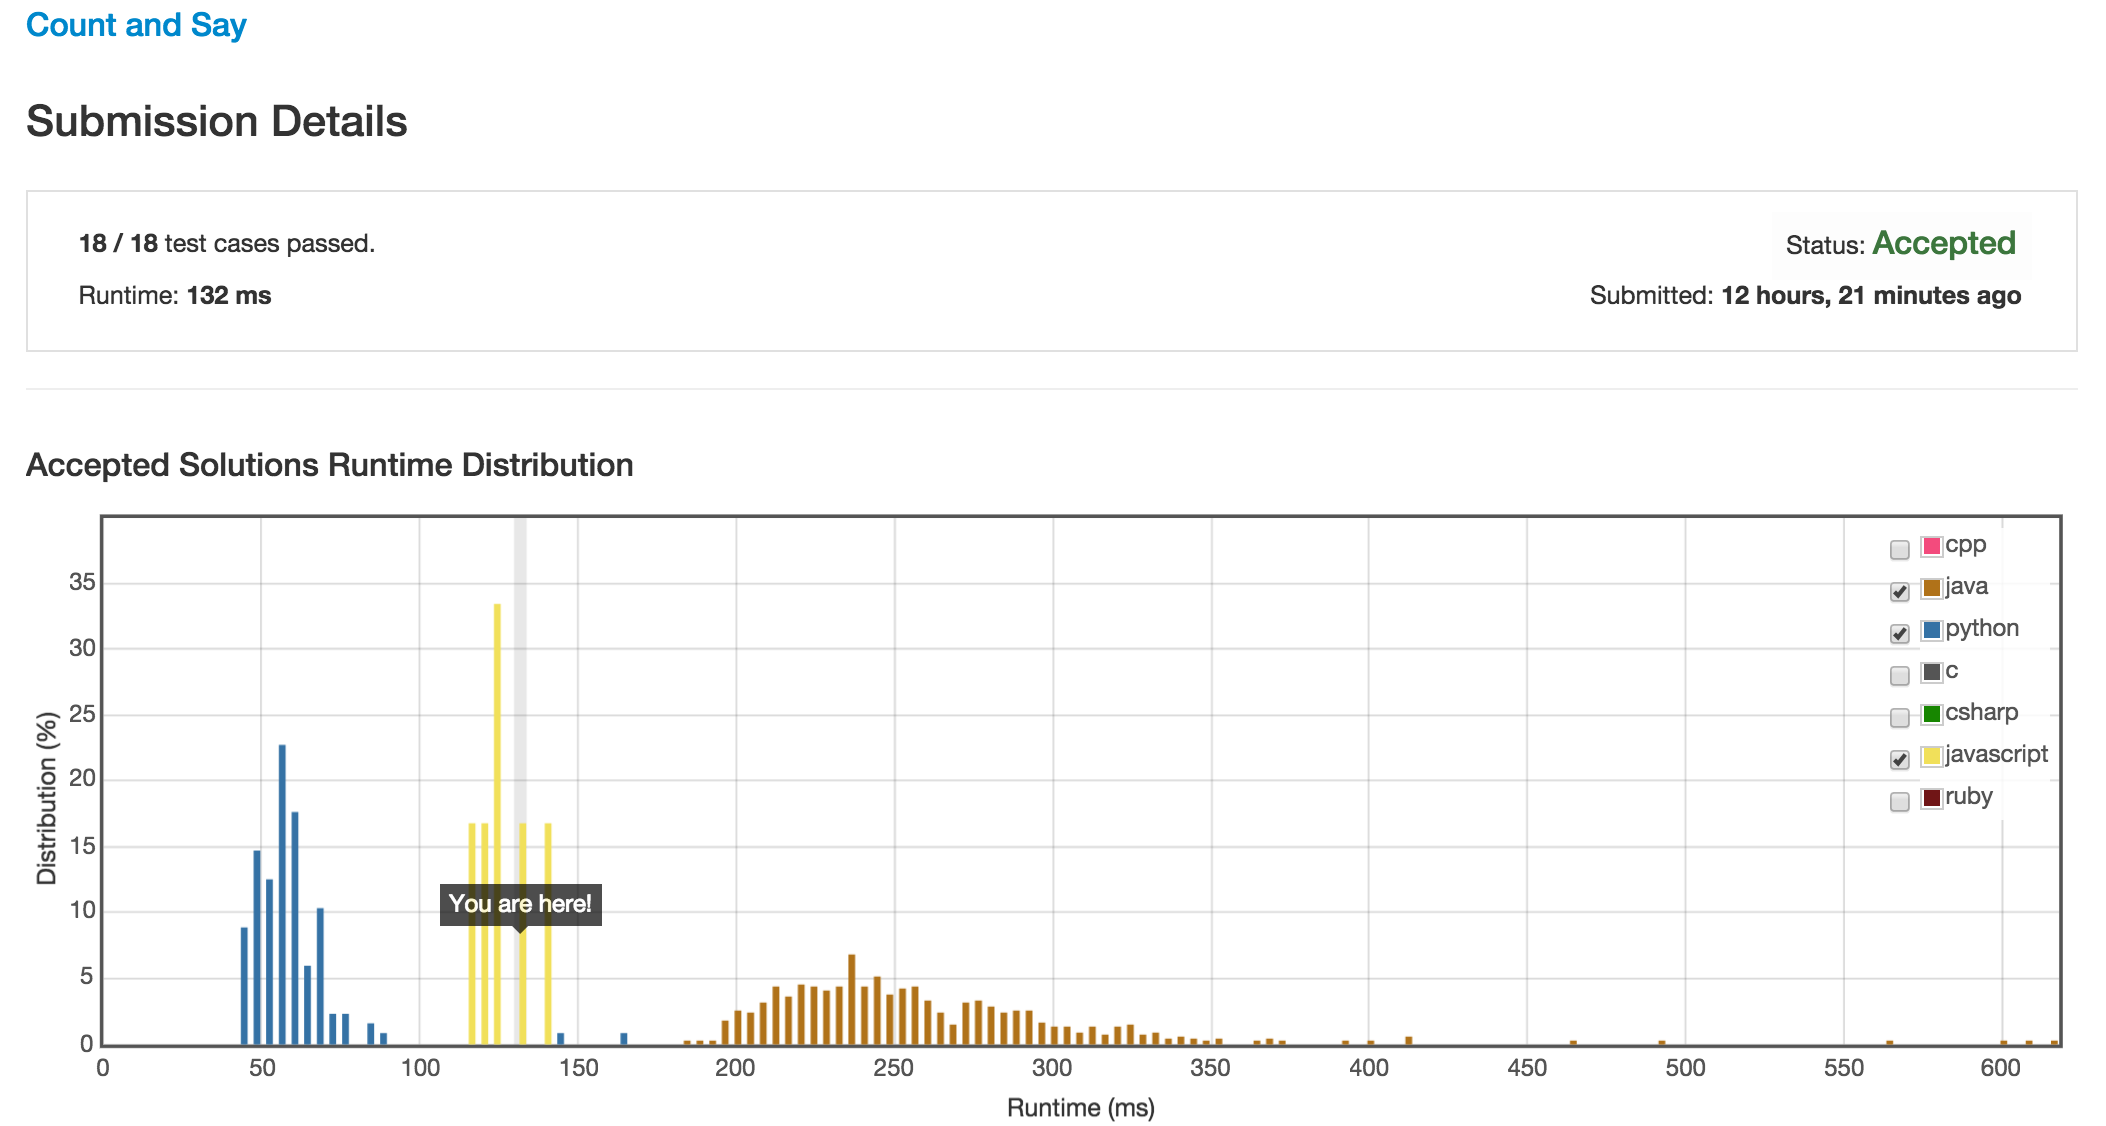 Count and Say
Submission Details
18 / 18 test cases passed.
Status: Accepted
Runtime: 132 ms
Submitted: 12 hours, 21 minutes ago
Accepted Solutions Runtime Distribution
cpp
java
python
c
csharp
javascript
ruby
You are here!
Distribution (%)
35
30
25
20
15
10
5
0
0 50 100 150 200 250 300 350 400 450 500 550 600
Runtime (ms)